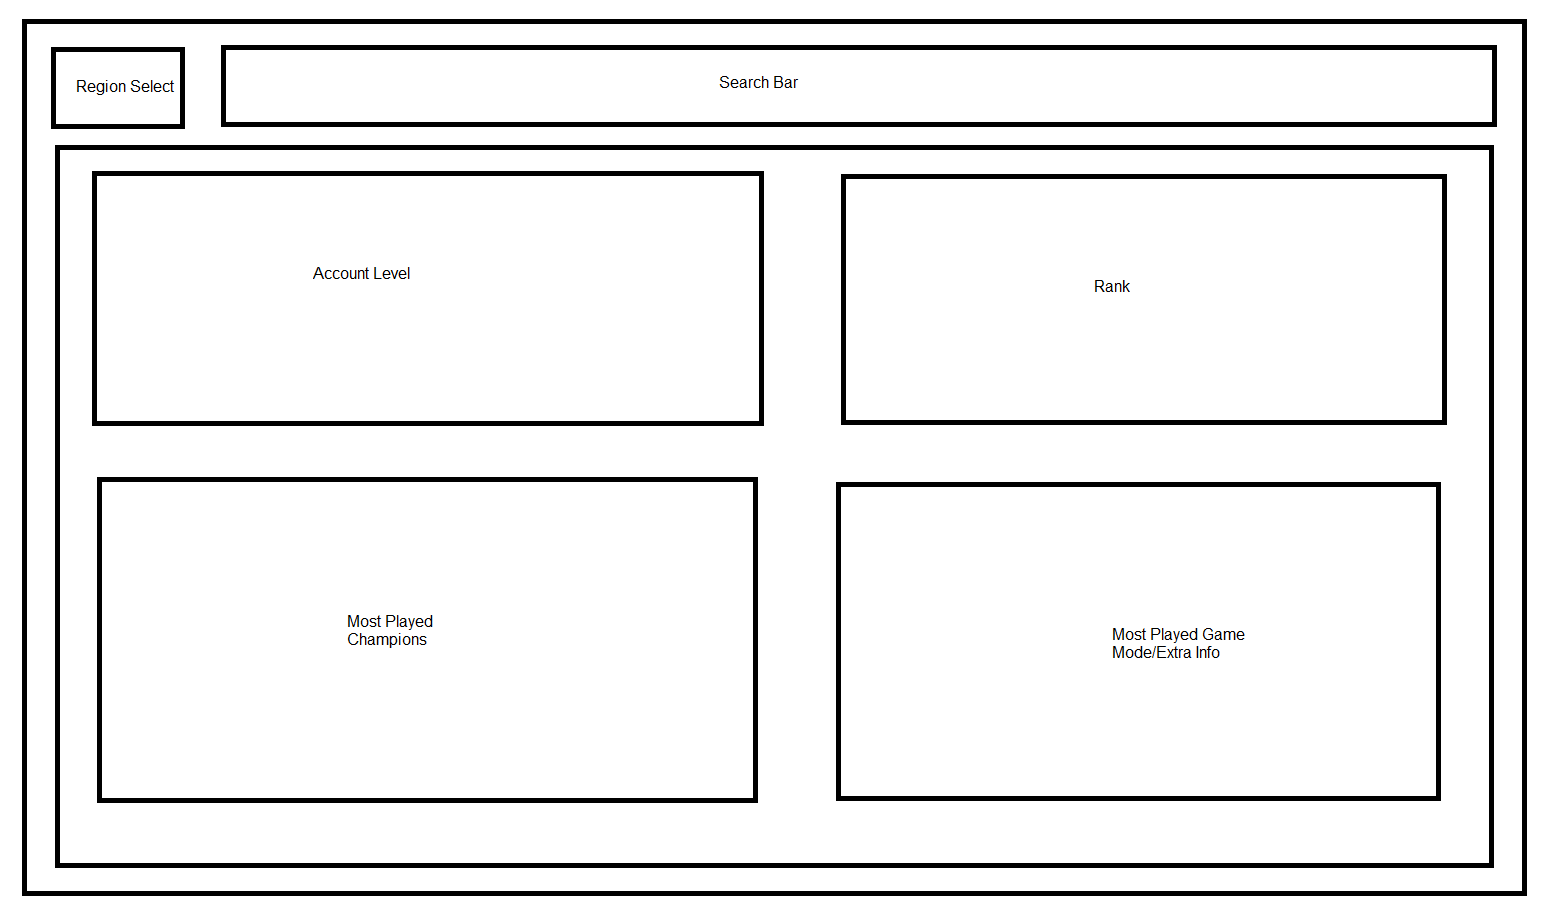 Region Select
Search Bar
Account Level
Rank
Most Played
Champions
Most Played Game
Mode/Extra Info